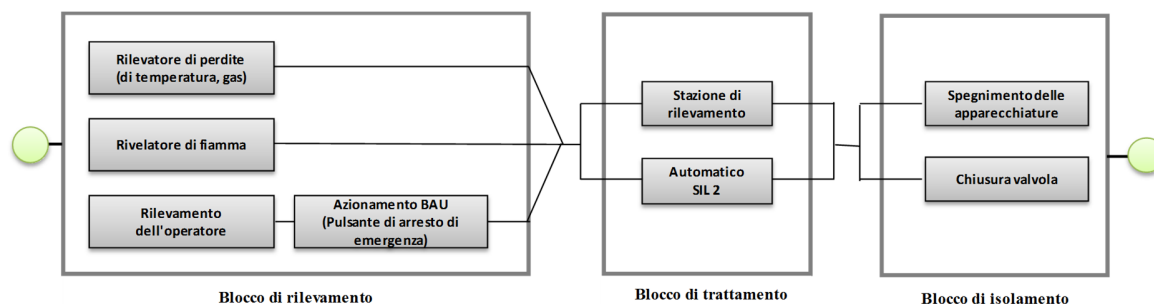 Rilevatore di perdite
(di temperatura, gas)
Rivelatore di fiamma
Rilevamento
dell'operatore
Azionamento BAU
(Pulsante di arresto di
emergenza)
Blocco di rilevamento
Stazione di
rilevamento
Automatico
SIL 2
Blocco di trattamento
Spegnimento delle
apparecchiature
Chiusura valvola
Blocco di isolamento